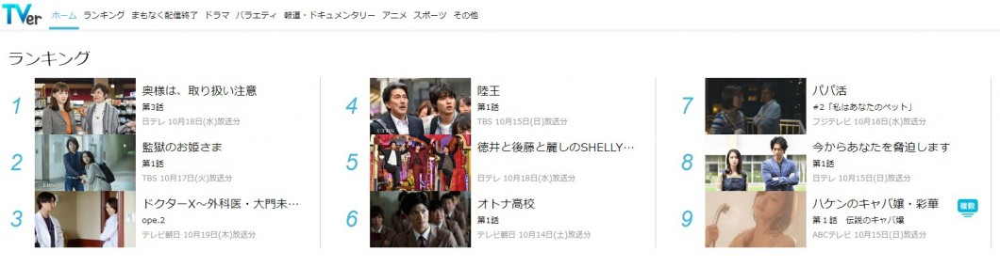 TVer
ホーム ランキング まもなく配信終了 ドラマ バラエティ 報道・ドキュメンタリー アニメ スポーツ その他
ランキング
1
奥様は、取り扱い注意
第3話
日テレ 10月18日(水)放送分
2
監獄のお姫さま
第1話
TBS 10月17日(火)放送分
©TBS
3
ドクターX～外科医・大門未…
ope.2
テレビ朝日 10月19日(木)放送分
4
陸王
第1話
TBS 10月15日(日)放送分
©TBS
5
徳井と後藤と麗しのSHELLY…
日テレ 10月18日(水)放送分
6
オトナ高校
第1話
テレビ朝日 10月14日(土)放送分
7
パパ活
#2「私はあなたのペット」
フジテレビ 10月18日(水)放送分
8
今からあなたを脅迫します
第1話
日テレ 10月15日(日)放送分
9
ハケンのキャバ嬢・彩華
第１話　伝説のキャバ嬢
ABCテレビ 10月15日(日)放送分
複数